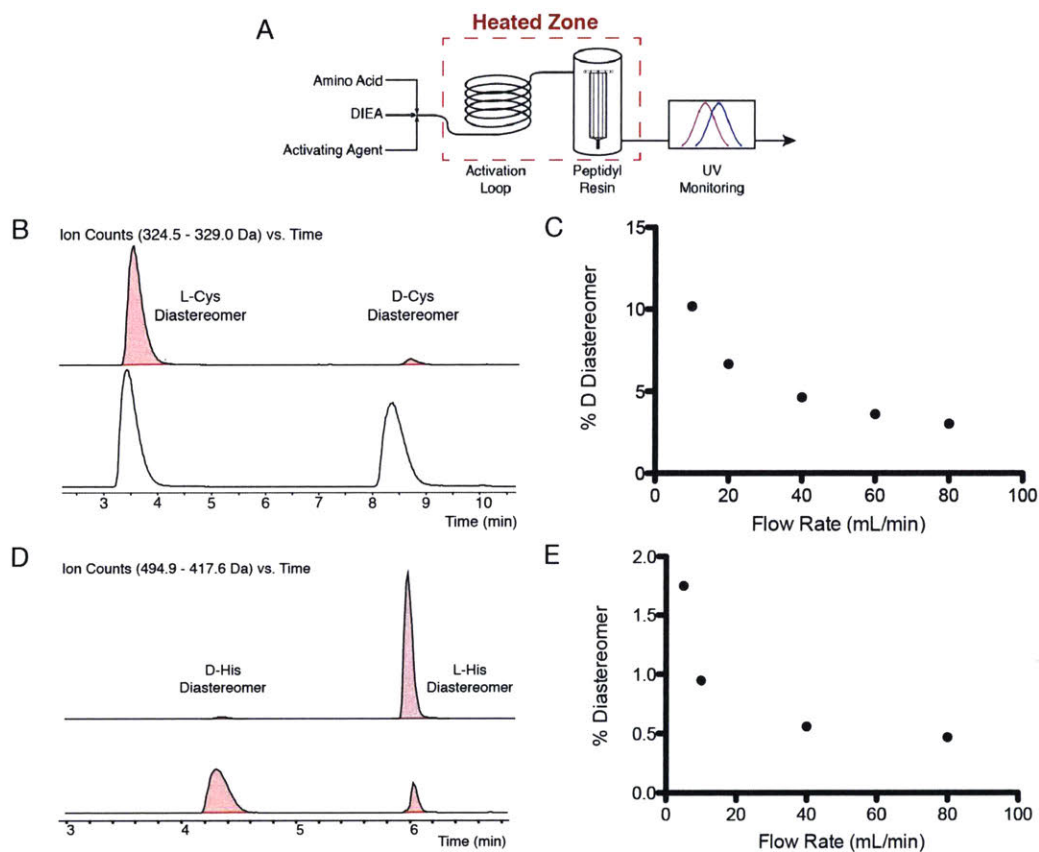 A
Heated Zone
Amino Acid
DIEA
Activating Agent
Activation
Loop
Peptidyl
Resin
UV
Monitoring
B
Ion Counts (324.5 - 329.0 Da) vs. Time
L-Cys
Diastereomer
D-Cys
Diastereomer
3 4 5 6 7 8 9 10
Time (min)
C
% D Diastereomer
15
10
5
0
0 20 40 60 80 100
Flow Rate (mL/min)
D
Ion Counts (494.9 - 417.6 Da) vs. Time
D-His
Diastereomer
L-His
Diastereomer
3 4 5 6
Time (min)
E
% Diastereomer
2.0
1.5
1.0
0.5
0.0
0 20 40 60 80 100
Flow Rate (mL/min)